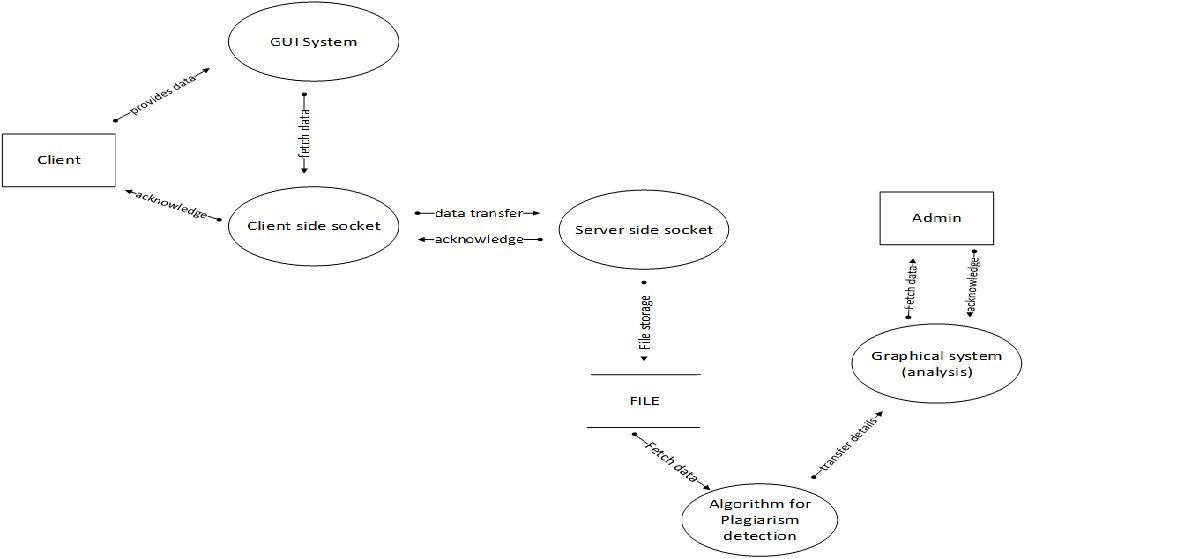 GUI System
provides data
fetch data
Client
acknowledge
Client side socket
data transfer
acknowledge
Server side socket
Admin
Fetch data
acknowledge
File storage
Graphical system
(analysis)
FILE
Fetch data
transfer details
Algorithm for
Plagiarism
detection